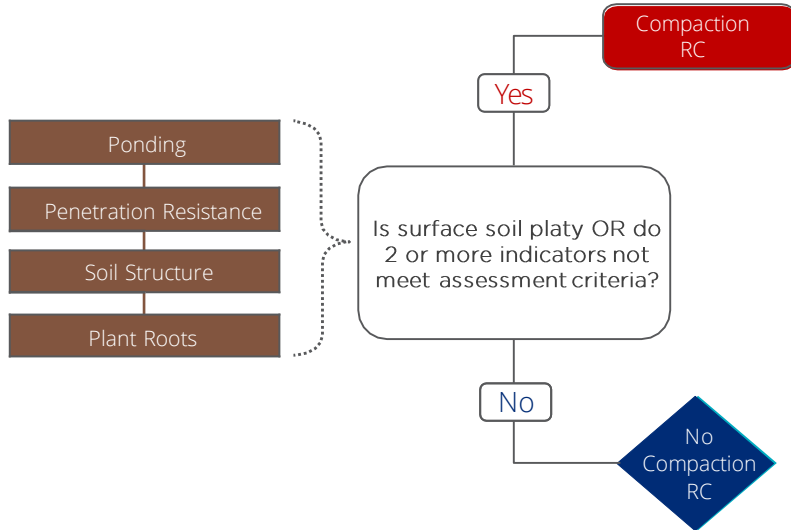 Compaction
RC
Yes
Ponding
Penetration Resistance
Soil Structure
Plant Roots
Is surface soil platy OR do
2 or more indicators not
meet assessment criteria?
No
No
Compaction
RC